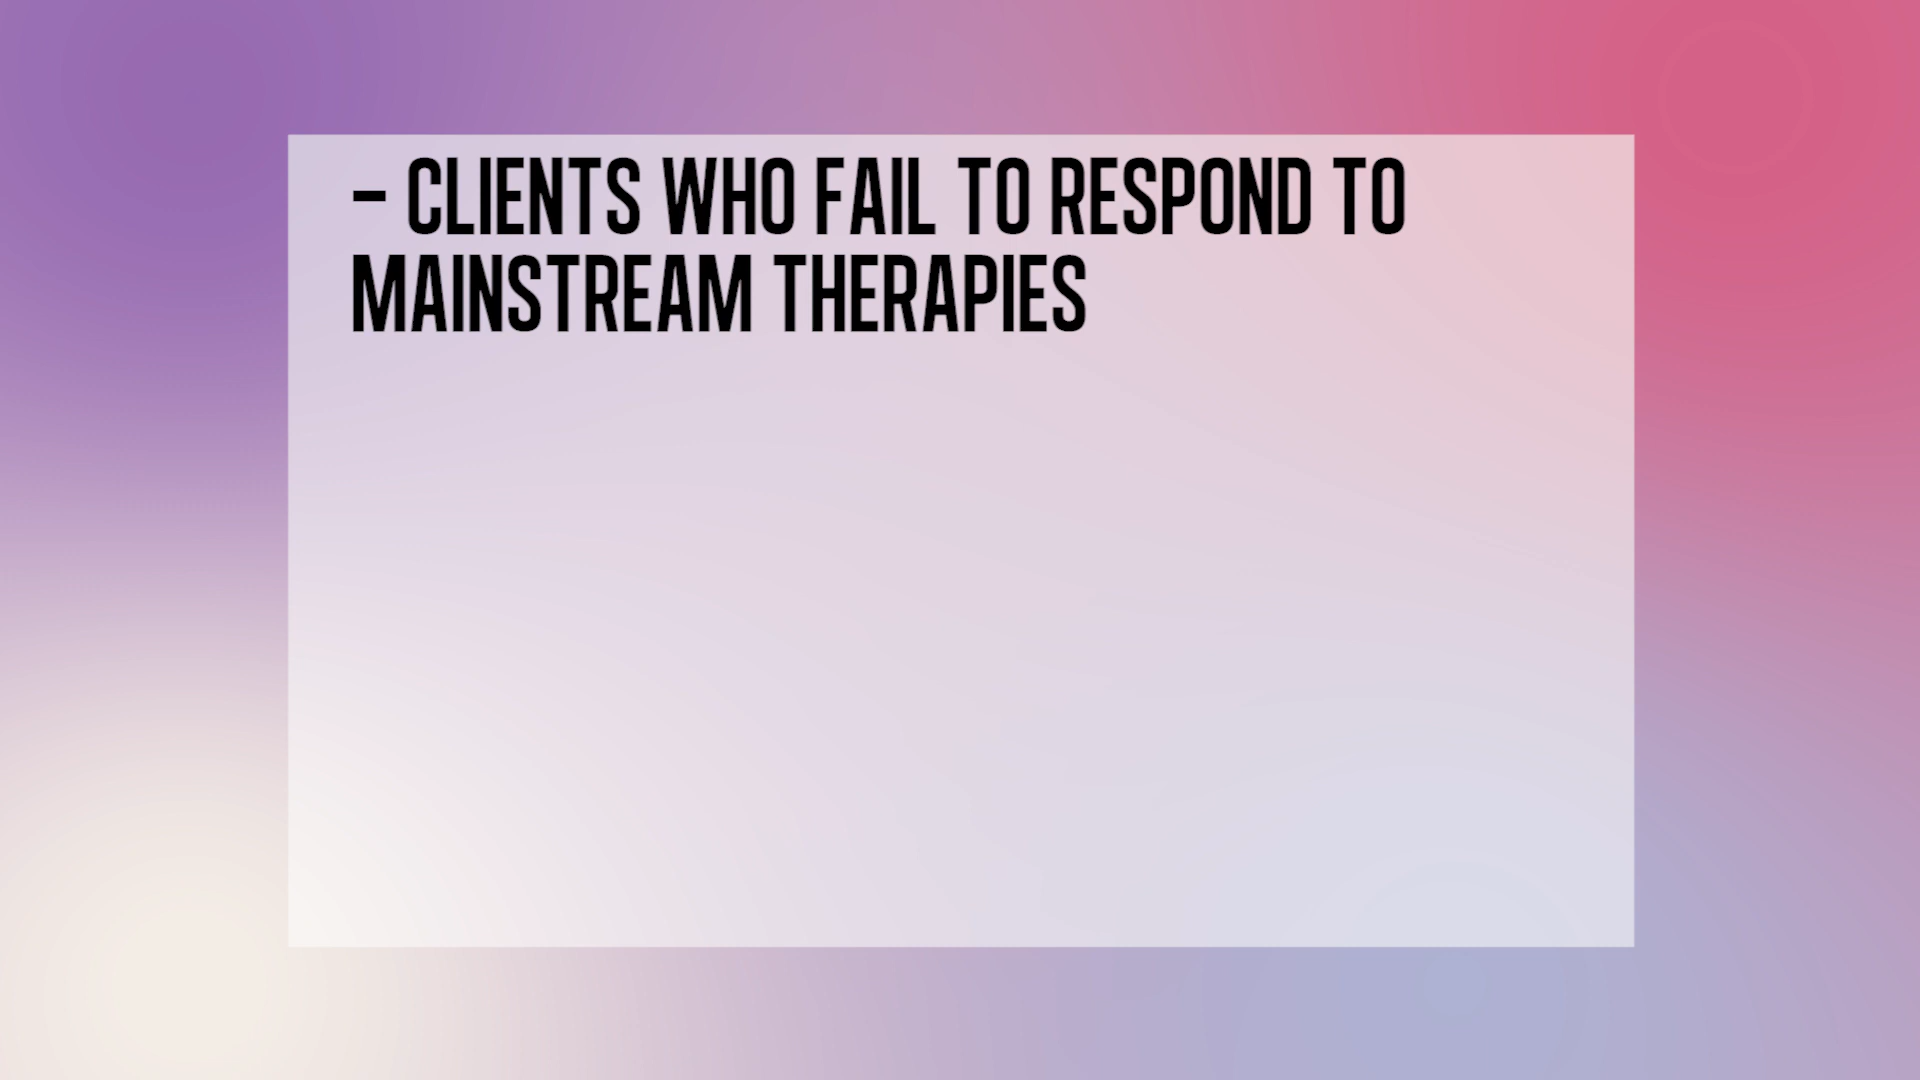 – CLIENTS WHO FAIL TO RESPOND TO
MAINSTREAM THERAPIES